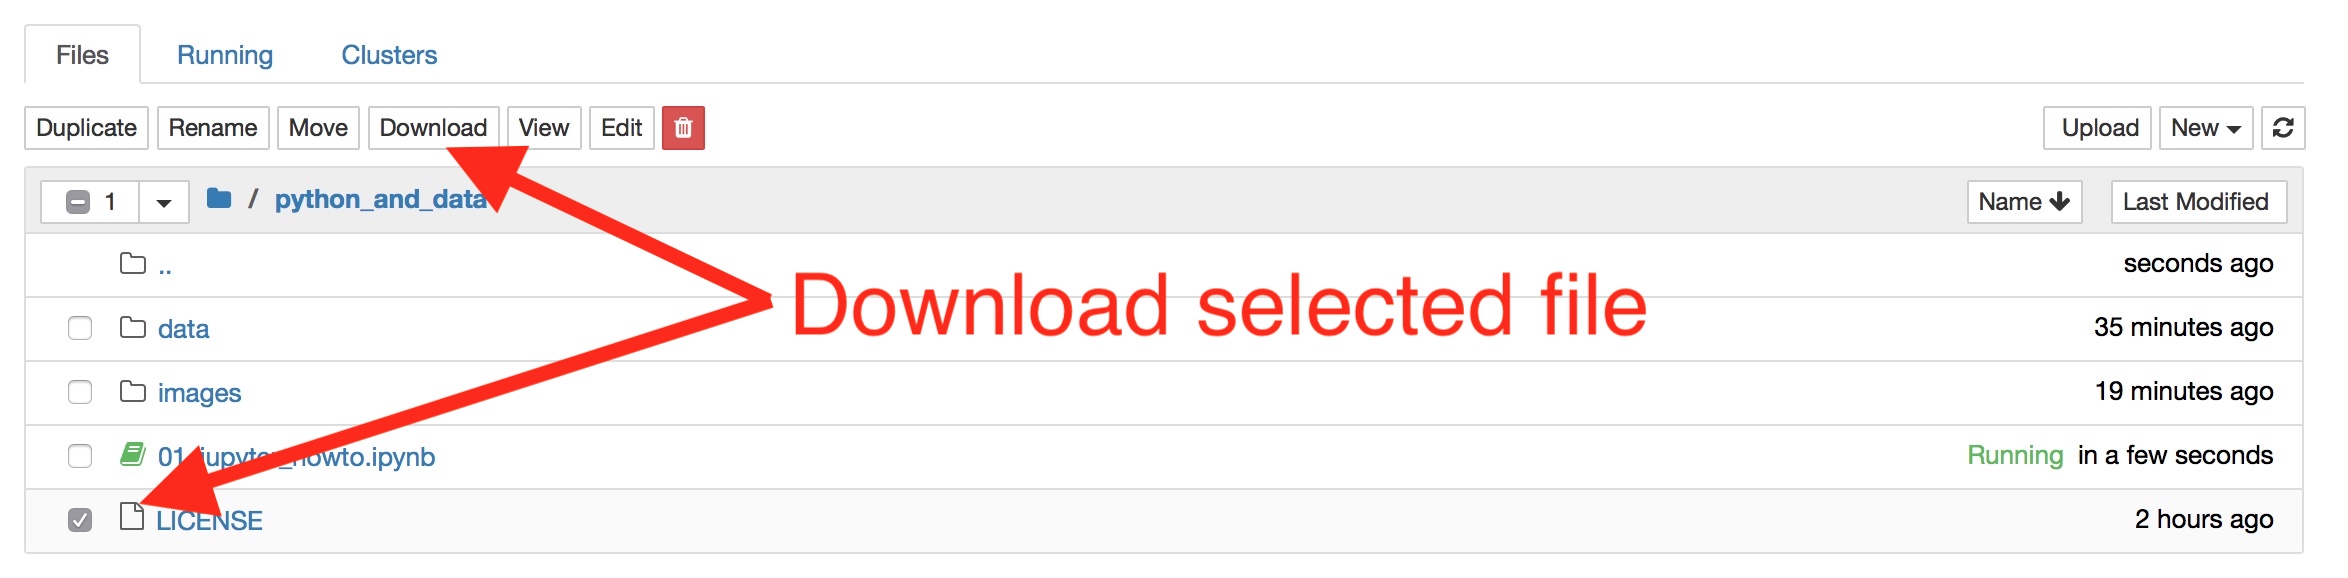 Files Running Clusters
Duplicate Rename Move Download View Edit Upload New
1 / python_and_data Name Last Modified
.. seconds ago
Download selected file
data 35 minutes ago
images 19 minutes ago
01_jupyter_howto.ipynb Running in a few seconds
LICENSE 2 hours ago